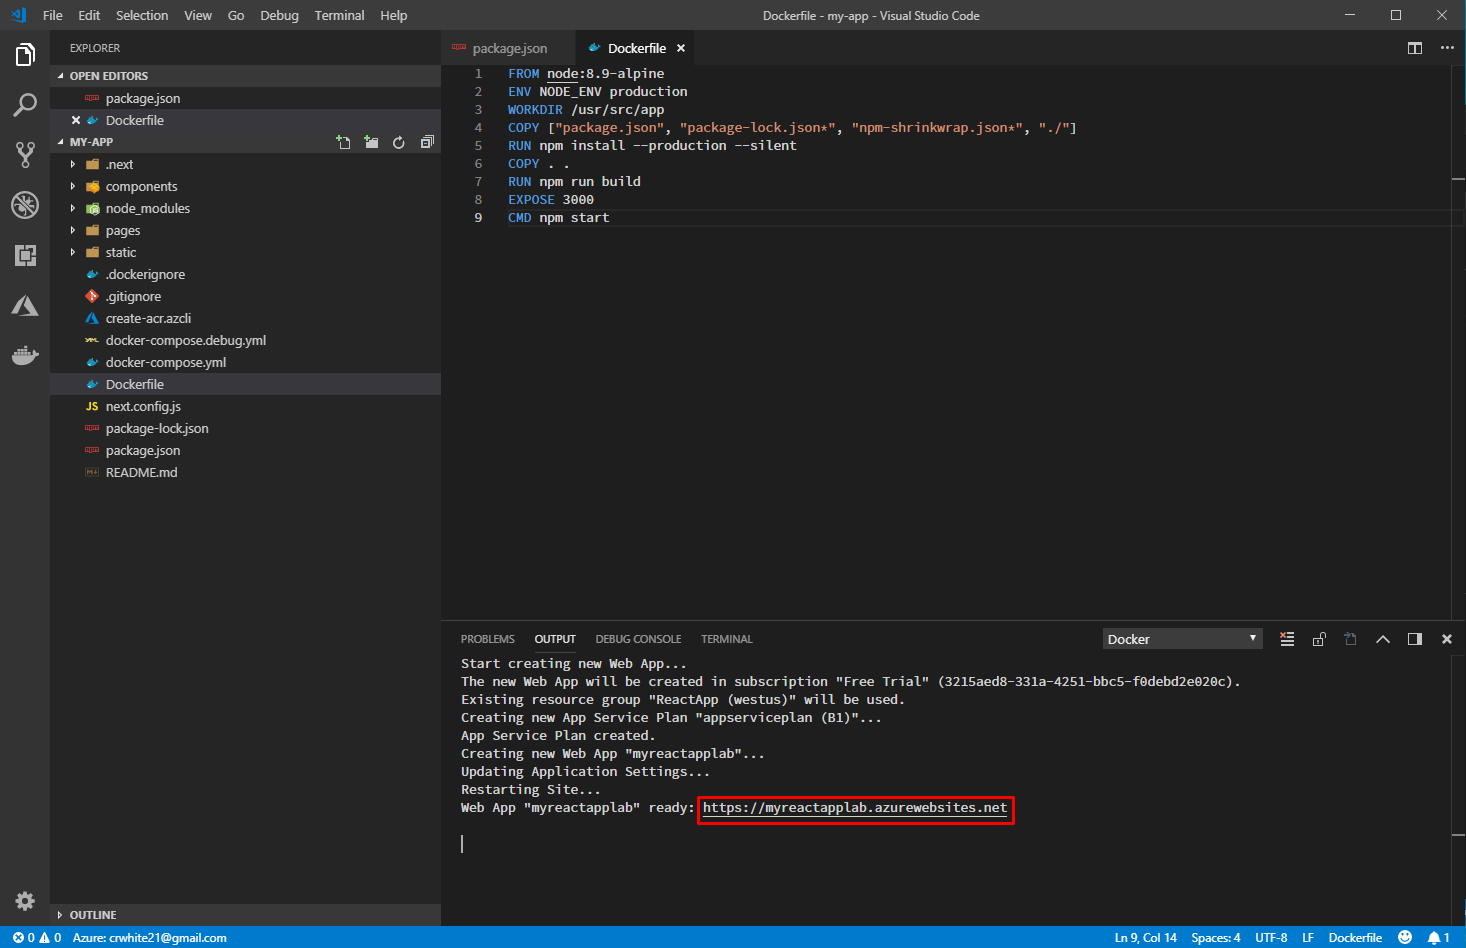 File Edit Selection View Go Debug Terminal Help
Dockerfile - my-app - Visual Studio Code
EXPLORER
OPEN EDITORS
package.json
Dockerfile
MY-APP
.next
components
node_modules
pages
static
.dockerignore
.gitignore
create-acr.azcli
docker-compose.debug.yml
docker-compose.yml
Dockerfile
JS next.config.js
package-lock.json
package.json
README.md
OUTLINE
package.json Dockerfile
1 FROM node:8.9-alpine
2 ENV NODE_ENV production
3 WORKDIR /usr/src/app
4 COPY ["package.json", "package-lock.json*", "npm-shrinkwrap.json*", "./"]
5 RUN npm install --production --silent
6 COPY . .
7 RUN npm run build
8 EXPOSE 3000
9 CMD npm start
PROBLEMS OUTPUT DEBUG CONSOLE TERMINAL Docker
Start creating new Web App...
The new Web App will be created in subscription "Free Trial" (3215aed8-331a-4251-bbc5-f0debd2e020c).
Existing resource group "ReactApp (westus)" will be used.
Creating new App Service Plan "appserviceplan (B1)"...
App Service Plan created.
Creating new Web App "myreactapplab"...
Updating Application Settings...
Restarting Site...
Web App "myreactapplab" ready: https://myreactapplab.azurewebsites.net
0 0 Azure: crwhite21@gmail.com Ln 9, Col 14 Spaces: 4 UTF-8 LF Dockerfile 1